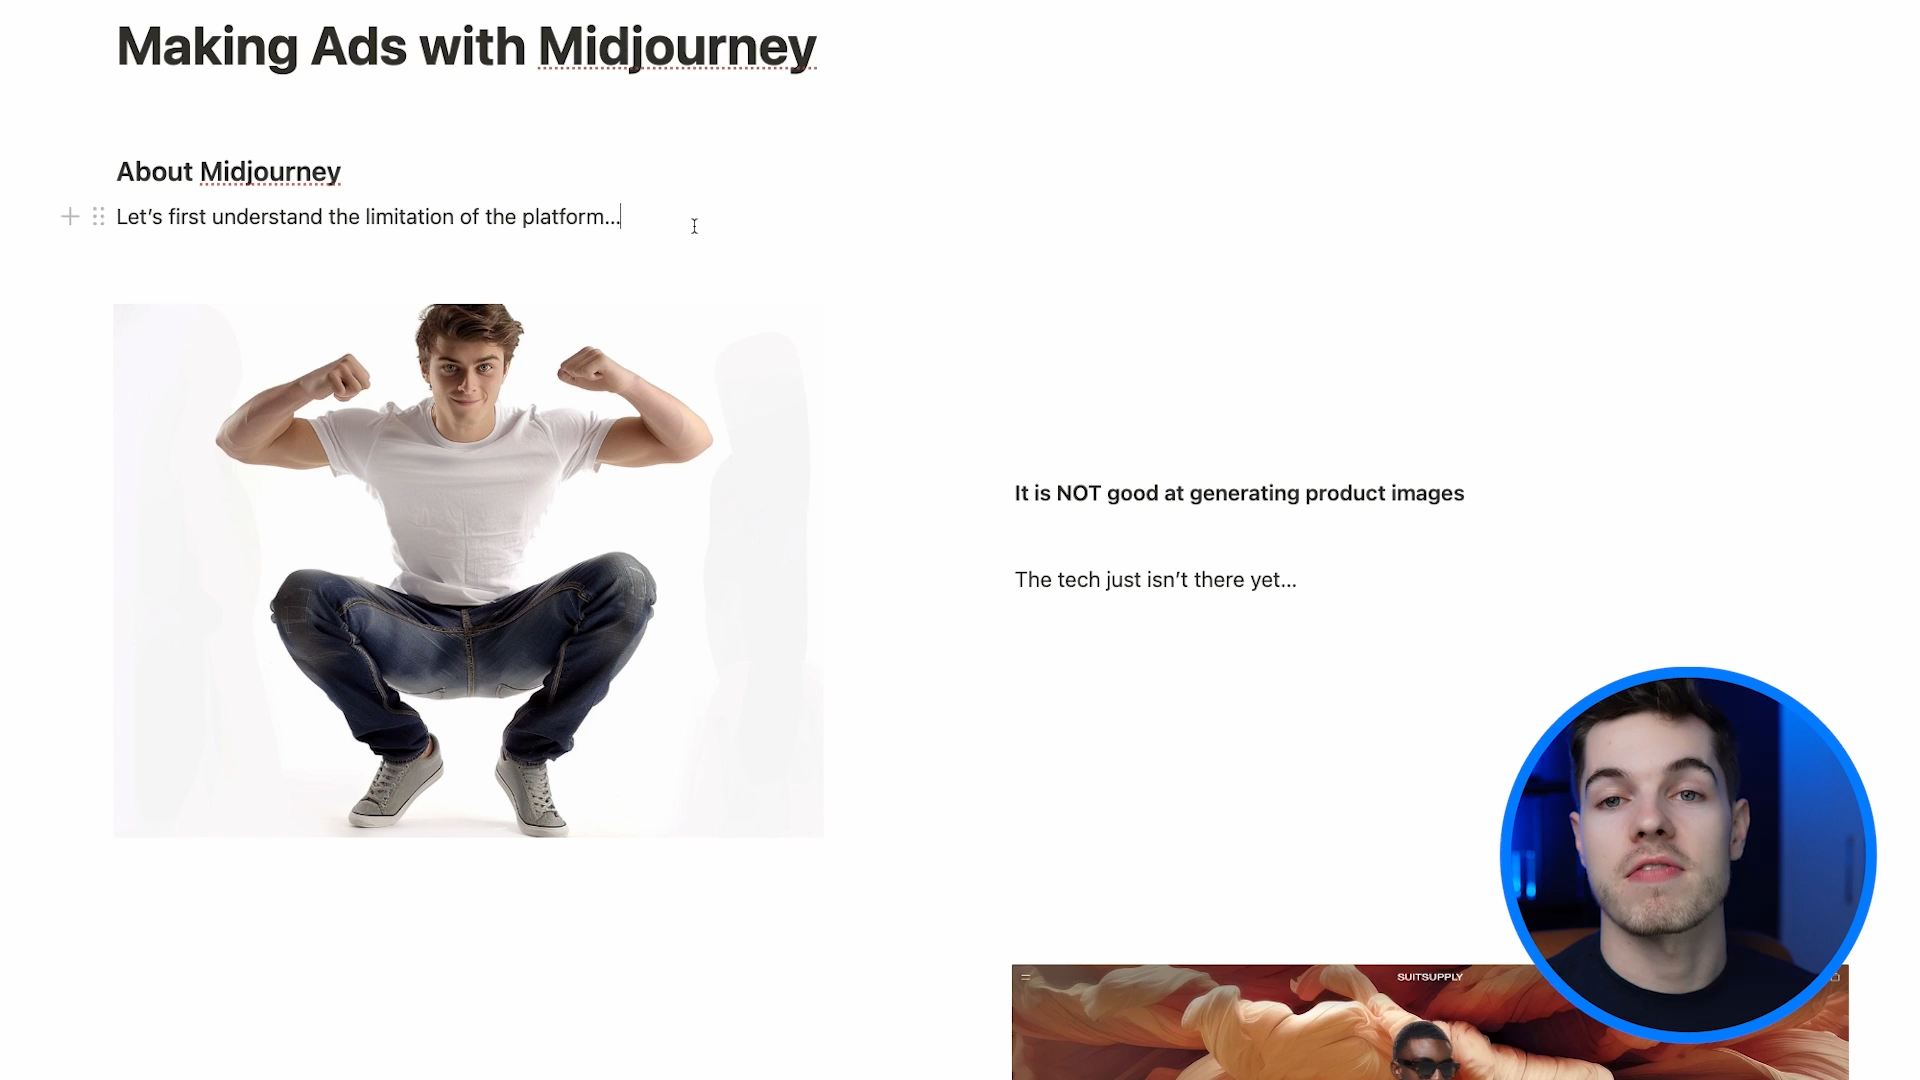 Making Ads with Midjourney
About Midjourney
Let’s first understand the limitation of the platform...
It is NOT good at generating product images
The tech just isn’t there yet...
SUITSUPPLY